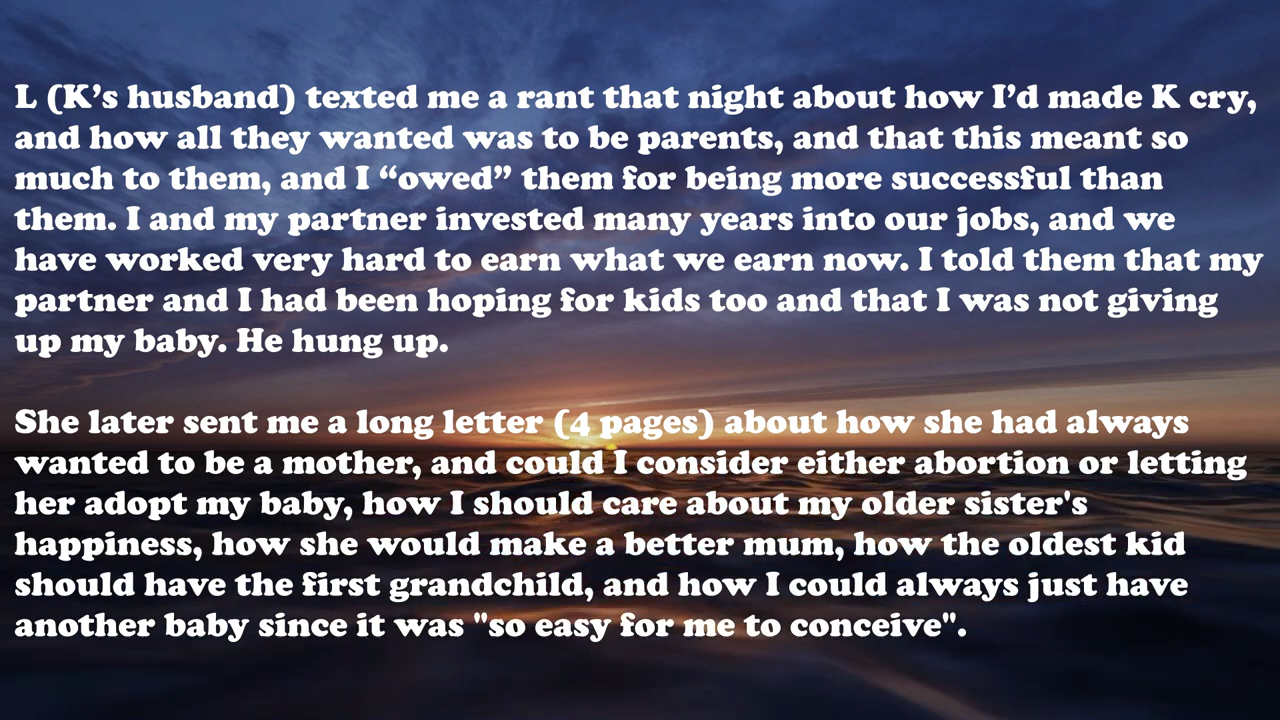 L (K’s husband) texted me a rant that night about how I’d made K cry,
and how all they wanted was to be parents, and that this meant so
much to them, and I “owed” them for being more successful than
them. I and my partner invested many years into our jobs, and we
have worked very hard to earn what we earn now. I told them that my
partner and I had been hoping for kids too and that I was not giving
up my baby. He hung up.
She later sent me a long letter (4 pages) about how she had always
wanted to be a mother, and could I consider either abortion or letting
her adopt my baby, how I should care about my older sister's
happiness, how she would make a better mum, how the oldest kid
should have the first grandchild, and how I could always just have
another baby since it was "so easy for me to conceive".